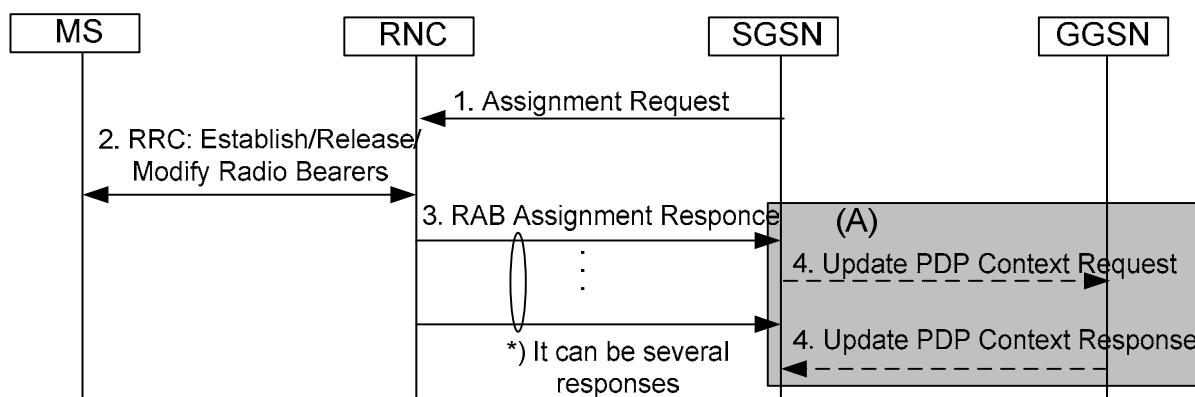 MS
RNC
SGSN
GGSN
1. Assignment Request
2. RRC: Establish/Release/
Modify Radio Bearers
3. RAB Assignment Responce
(A)
4. Update PDP Context Request
4. Update PDP Context Response
*) It can be several
responses